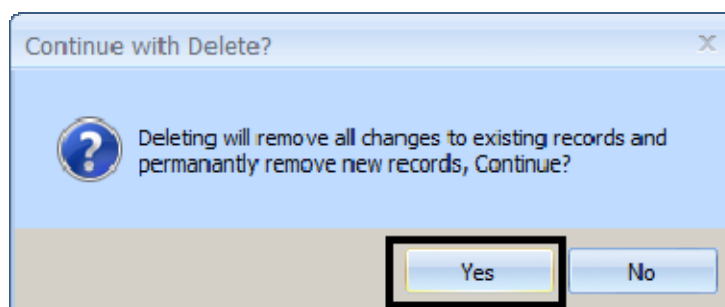 Continue with Delete?
Deleting will remove all changes to existing records and
permanantly remove new records, Continue?
Yes No